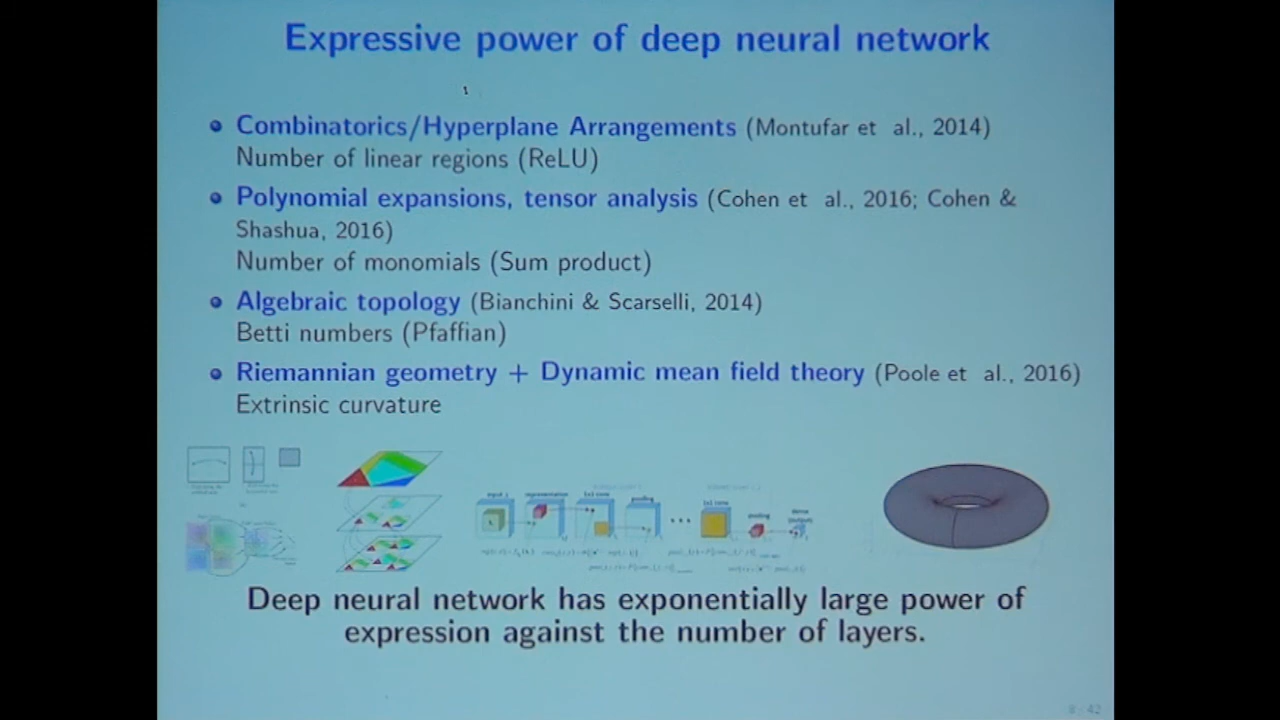 Expressive power of deep neural network
Combinatorics/Hyperplane Arrangements (Montufar et al., 2014)
Number of linear regions (ReLU)
Polynomial expansions, tensor analysis (Cohen et al., 2016; Cohen &
Shashua, 2016)
Number of monomials (Sum product)
Algebraic topology (Bianchini & Scarselli, 2014)
Betti numbers (Pfaffian)
Riemannian geometry + Dynamic mean field theory (Poole et al., 2016)
Extrinsic curvature
Deep neural network has exponentially large power of
expression against the number of layers.
8 - 42